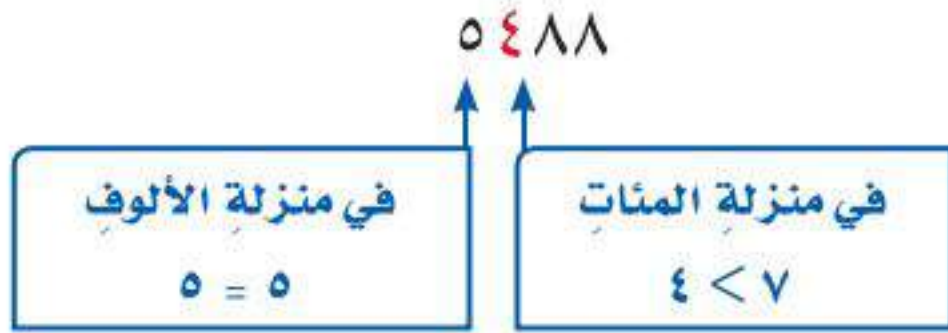 ٥٤٨٨
في منزلةِ المئاتِ
٤ < ٧
في منزلةِ الألوفِ
٥ = ٥